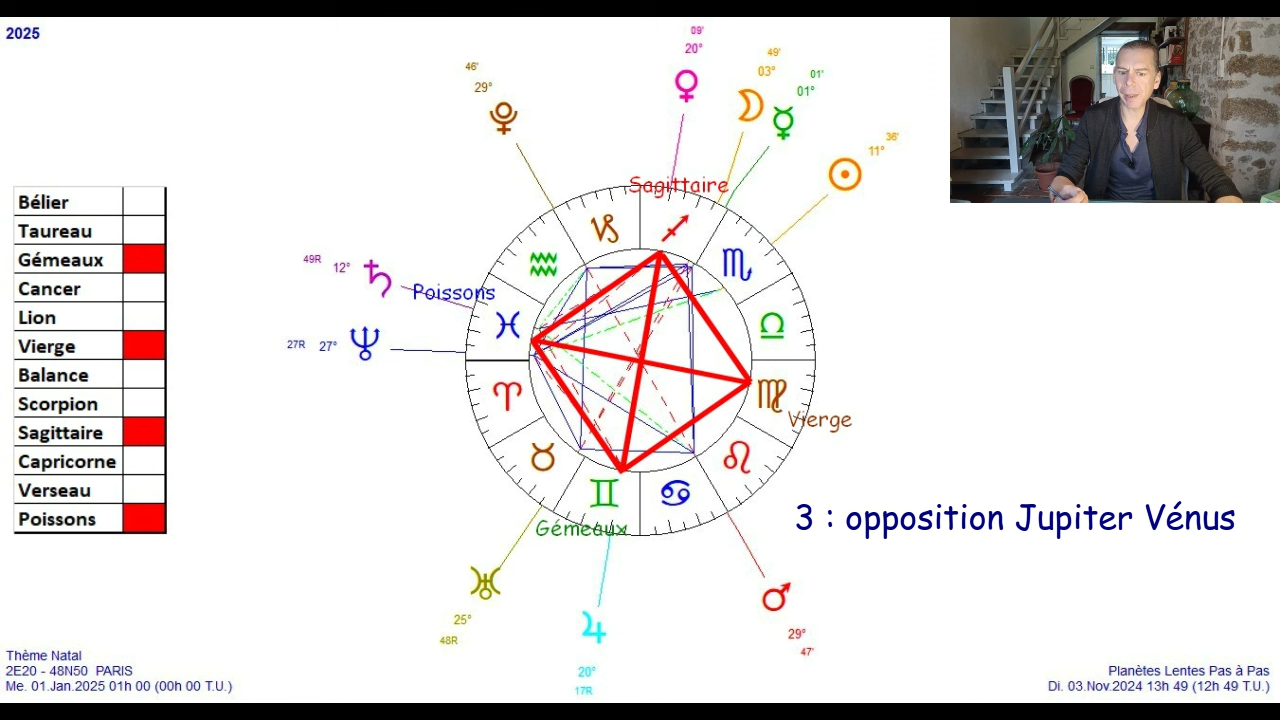 2025
09'
20°
49'
03°
01'
01°
36'
11°
46'
29°
Sagittaire
Bélier
Taureau
Gémeaux
Cancer
Lion
Vierge
Balance
Scorpion
Sagittaire
Capricorne
Verseau
Poissons
49R 12°
Poissons
27R 27°
Vierge
3 : opposition Jupiter Vénus
Gémeaux
25°
48R
20°
17R
29°
47'
Thème Natal
2E20 - 48N50 PARIS
Me. 01.Jan.2025 01h 00 (00h 00 T.U.)
Planètes Lentes Pas à Pas
Di. 03.Nov.2024 13h 49 (12h 49 T.U.)